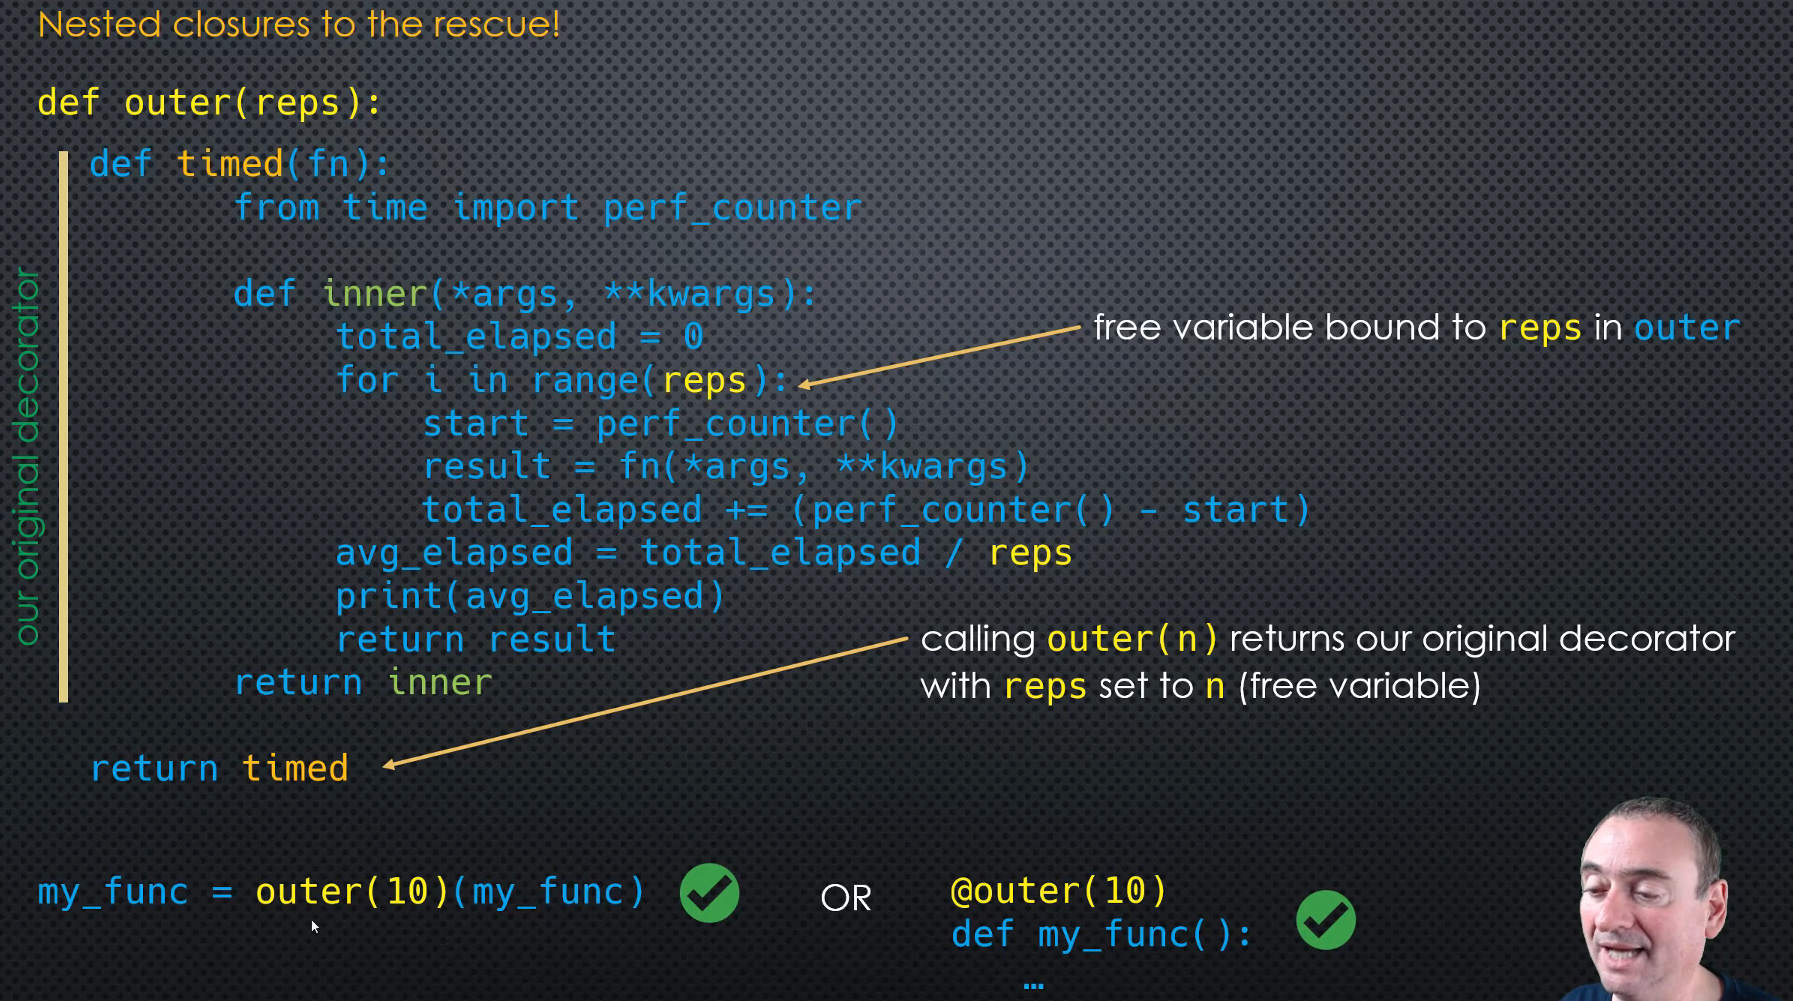 Nested closures to the rescue!
def outer(reps):
def timed(fn):
from time import perf_counter
def inner(*args, **kwargs):
total_elapsed = 0
for i in range(reps):
start = perf_counter()
result = fn(*args, **kwargs)
total_elapsed += (perf_counter() - start)
avg_elapsed = total_elapsed / reps
print(avg_elapsed)
return result
return inner
return timed
our original decorator
free variable bound to reps in outer
calling outer(n) returns our original decorator
with reps set to n (free variable)
my_func = outer(10)(my_func)
OR
@outer(10)
def my_func():
…